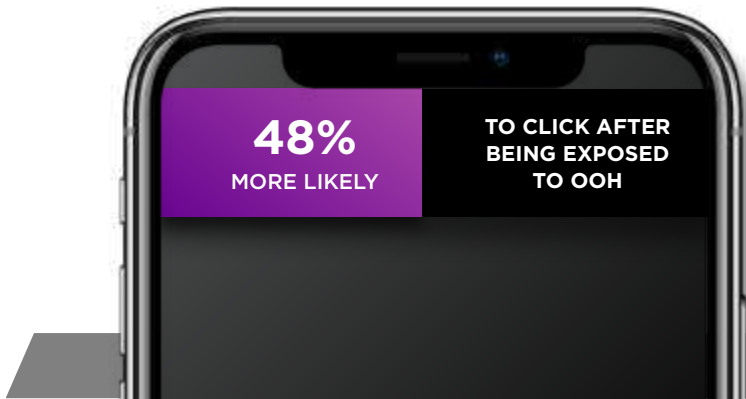 48%
MORE LIKELY
TO CLICK AFTER
BEING EXPOSED
TO OOH